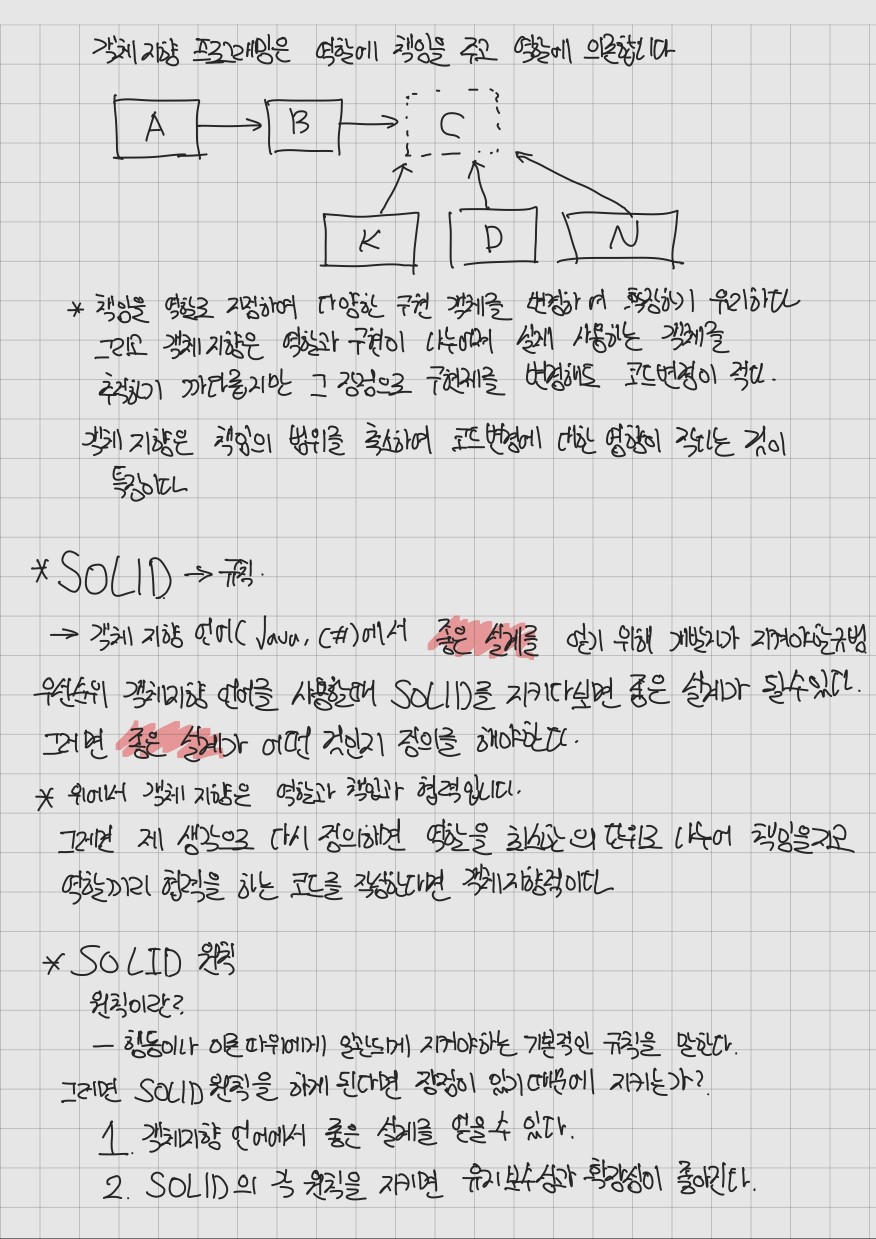 객체 지향 프로그래밍은 역할에 책임을 주고 역할에 의존합니다
A B C
K D N
* 책임을 역할로 지정하여 다양한 구현 객체를 변경하여 확장하기 유리하다
그리고 객체 지향은 역할과 구현이 나누어져 실제 사용하는 객체를
추적하기 까다롭지만 그 장점으로 구현체를 변경해도 코드변경이 적다.
객체 지향은 책임의 범위를 축소하여 코드변경에 대한 영향이 작다는 것이
특징이다
* SOLID → 규칙.
→ 객체 지향 언어(Java, C#)에서 좋은 설계를 얻기 위해 개발자가 지켜야할규범
우선순위 객체지향 언어를 사용할때 SOLID를 지키다보면 좋은 설계가 될수있다.
그러면 좋은 설계가 어떤 것인지 정의를 해야한다.
* 위에서 객체 지향은 역할과 책임과 협력입니다.
그러면 제 생각으로 다시 정의하면 역할을 최소한의 단위로 나누어 책임을지고
역할끼리 협력을 하는 코드를 작성한다면 객체지향적이다
* SOLID 원칙
원칙이란?
— 행동이나 이론 따위에게 일관되게 지켜야하는 기본적인 규칙을 말한다.
그러면 SOLID 원칙을 하게 된다면 장점이 있기 때문에 지키는가?
1. 객체지향 언어에서 좋은 설계를 얻을수 있다.
2. SOLID의 각 원칙을 지키면 유지보수성과 확장성이 좋아진다.